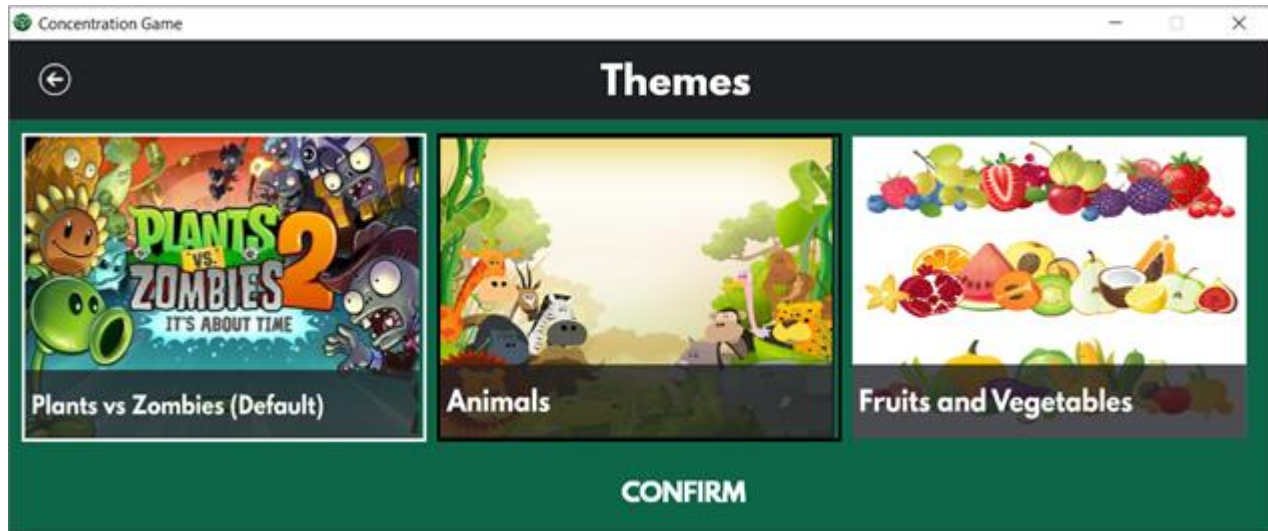 Concentration Game
Themes
PLANTS
VS.
ZOMBIES 2
IT'S ABOUT TIME
Plants vs Zombies (Default)
Animals
Fruits and Vegetables
CONFIRM